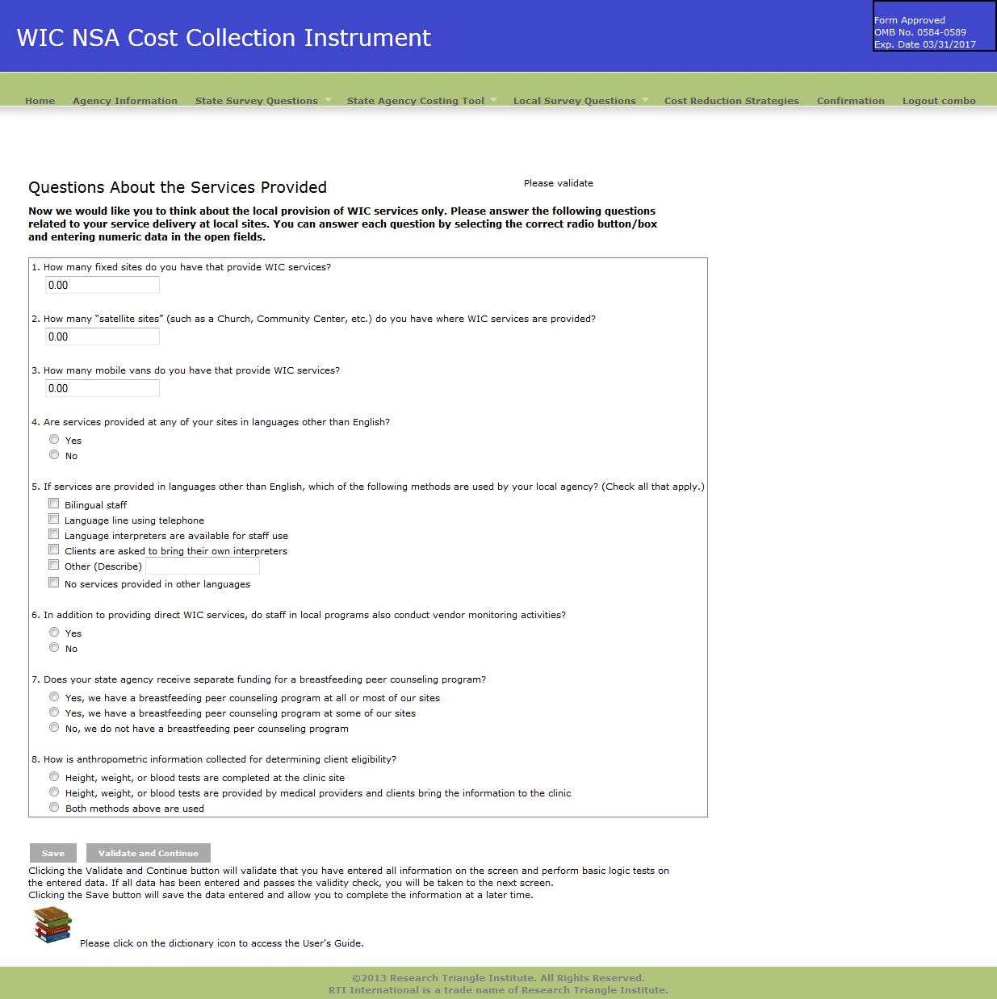 WIC NSA Cost Collection Instrument
Form Approved
OMB No. 0584-0589
Exp. Date 03/31/2017
Home Agency Information State Survey Questions State Agency Costing Tool Local Survey Questions Cost Reduction Strategies Confirmation Logout combo
Questions About the Services Provided
Please validate
Now we would like you to think about the local provision of WIC services only. Please answer the following questions
related to your service delivery at local sites. You can answer each question by selecting the correct radio button/box
and entering numeric data in the open fields.
1. How many fixed sites do you have that provide WIC services?
0.00
2. How many “satellite sites” (such as a Church, Community Center, etc.) do you have where WIC services are provided?
0.00
3. How many mobile vans do you have that provide WIC services?
0.00
4. Are services provided at any of your sites in languages other than English?
Yes
No
5. If services are provided in languages other than English, which of the following methods are used by your local agency? (Check all that apply.)
Bilingual staff
Language line using telephone
Language interpreters are available for staff use
Clients are asked to bring their own interpreters
Other (Describe)
No services provided in other languages
6. In addition to providing direct WIC services, do staff in local programs also conduct vendor monitoring activities?
Yes
No
7. Does your state agency receive separate funding for a breastfeeding peer counseling program?
Yes, we have a breastfeeding peer counseling program at all or most of our sites
Yes, we have a breastfeeding peer counseling program at some of our sites
No, we do not have a breastfeeding peer counseling program
8. How is anthropometric information collected for determining client eligibility?
Height, weight, or blood tests are completed at the clinic site
Height, weight, or blood tests are provided by medical providers and clients bring the information to the clinic
Both methods above are used
Save Validate and Continue
Clicking the Validate and Continue button will validate that you have entered all information on the screen and perform basic logic tests on
the entered data. If all data has been entered and passes the validity check, you will be taken to the next screen.
Clicking the Save button will save the data entered and allow you to complete the information at a later time.
Please click on the dictionary icon to access the User's Guide.
©2013 Research Triangle Institute. All Rights Reserved.
RTI International is a trade name of Research Triangle Institute.